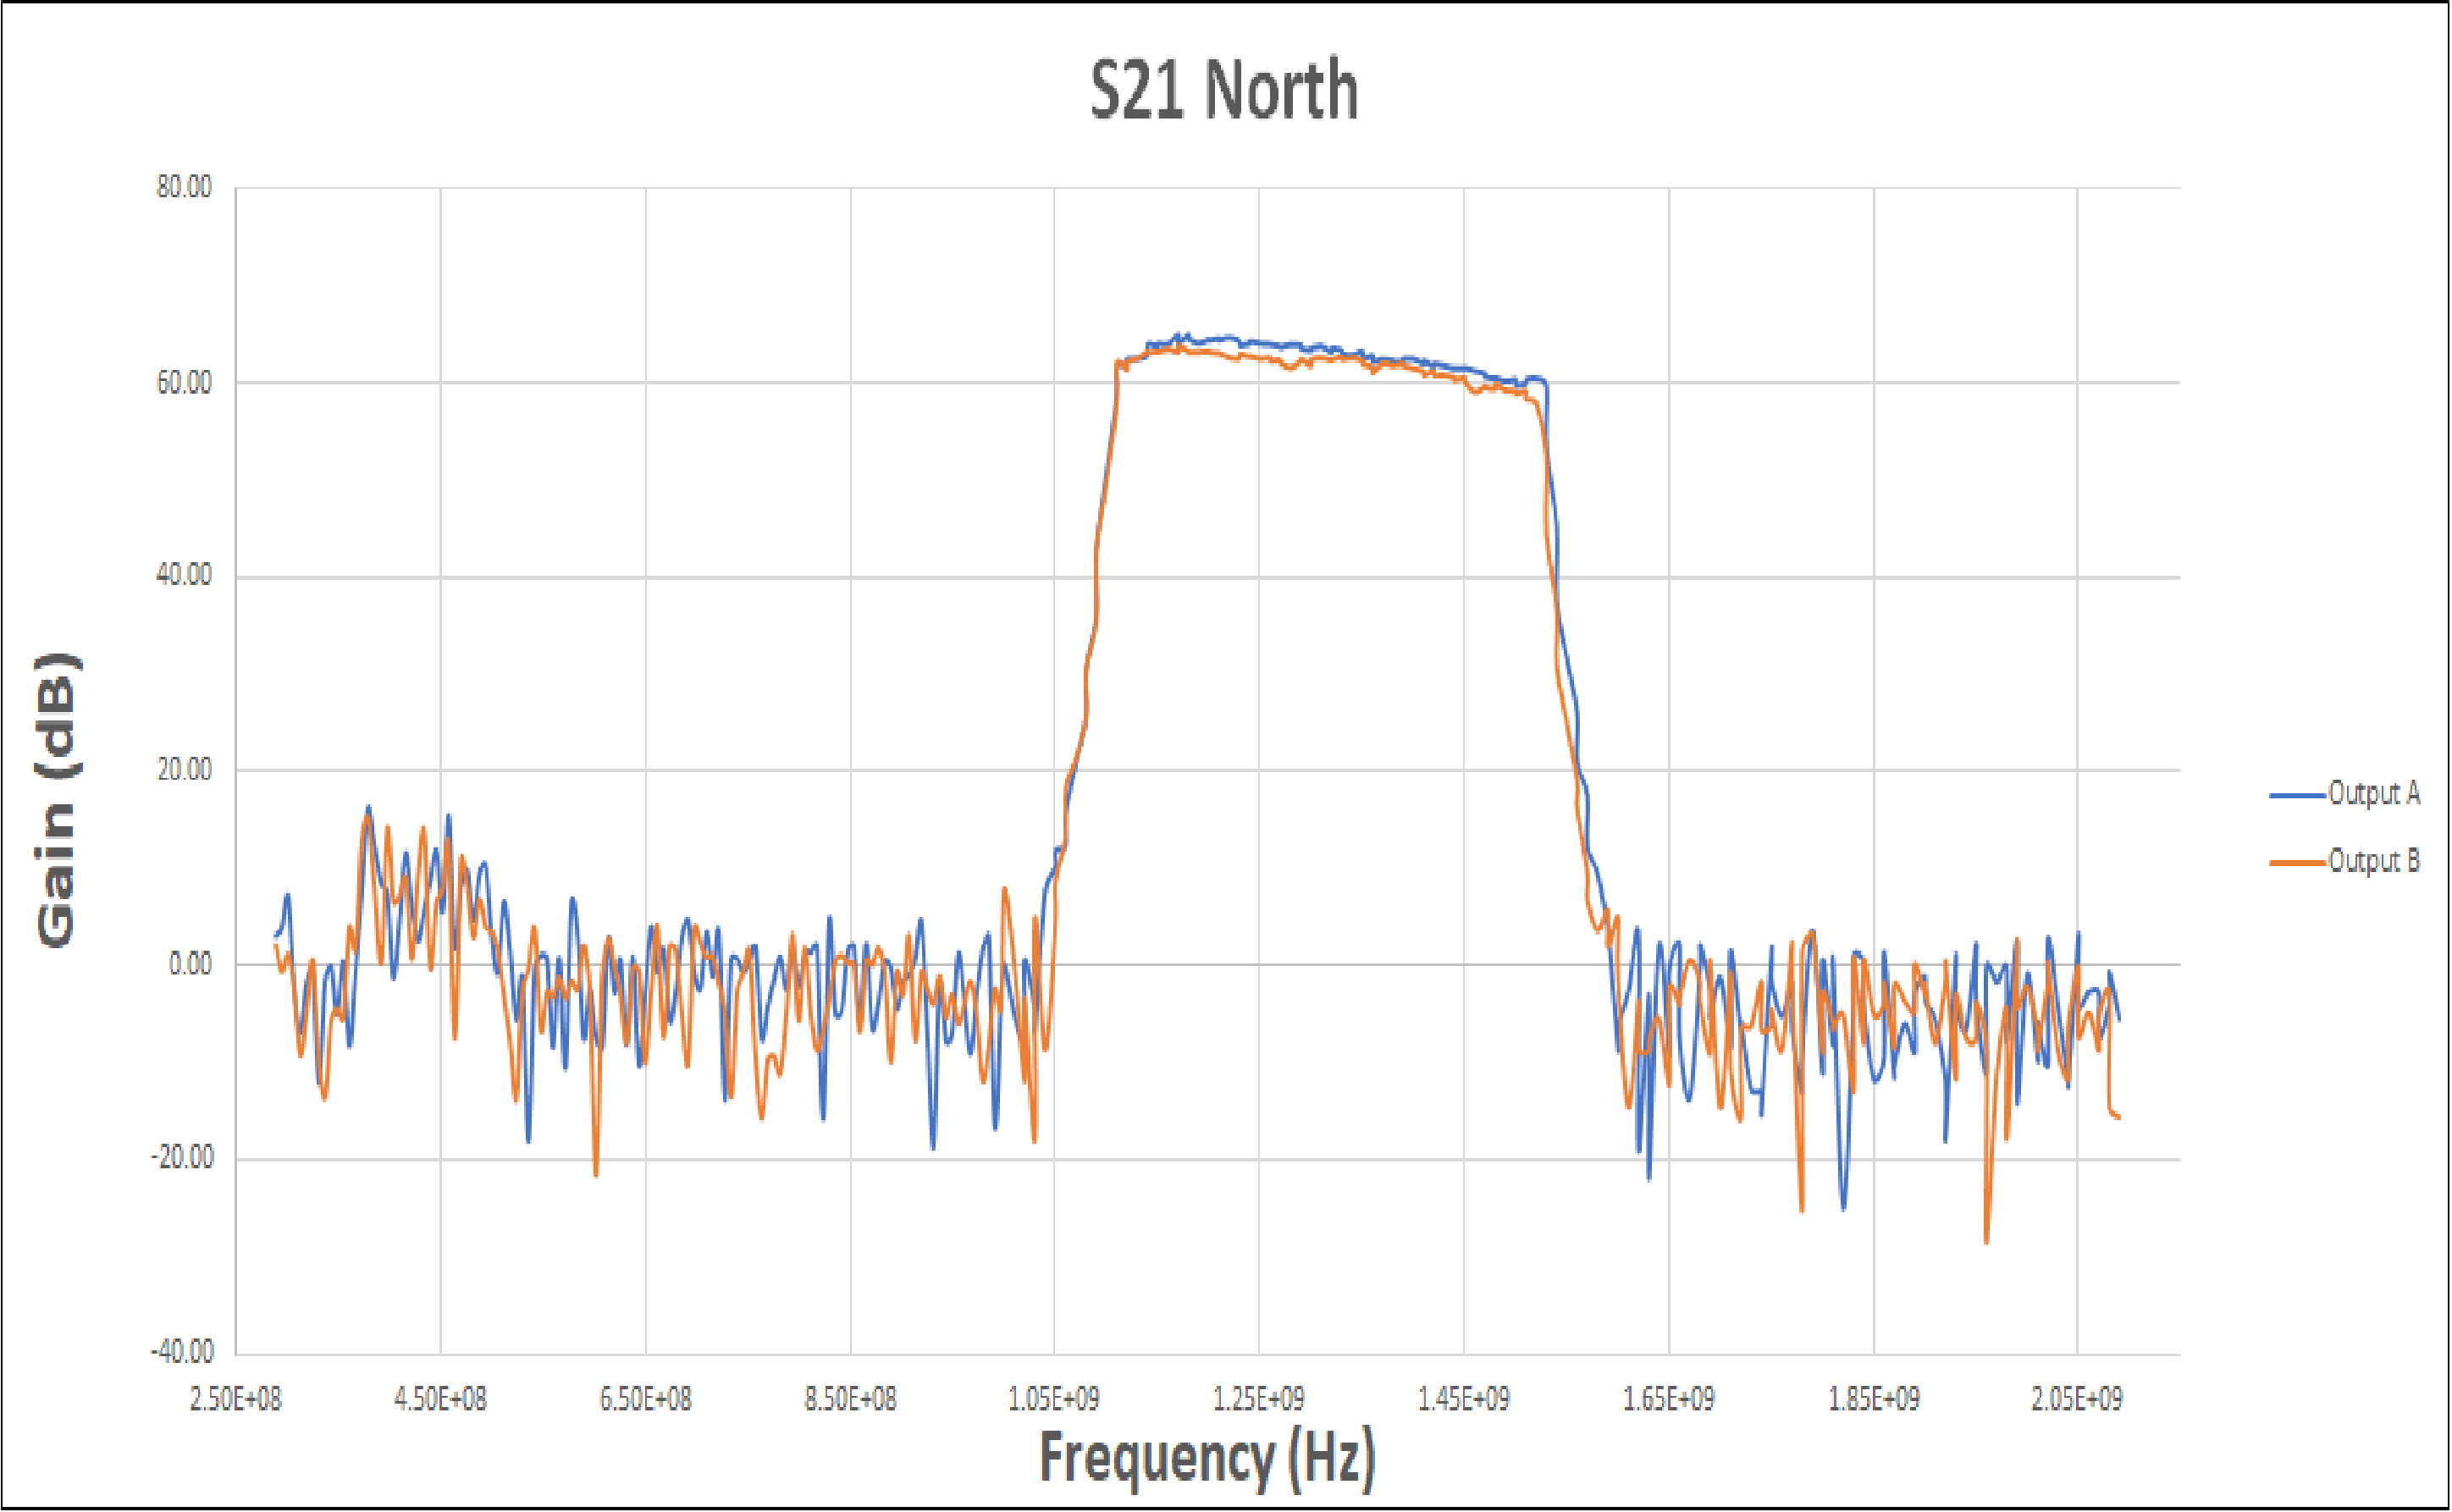 S21 North
80.00
60.00
40.00
20.00
0.00
-20.00
-40.00
Gain (dB)
2.50E+08 4.50E+08 6.50E+08 8.50E+08 1.05E+09 1.25E+09 1.45E+09 1.65E+09 1.85E+09 2.05E+09
Frequency (Hz)
Output A
Output B